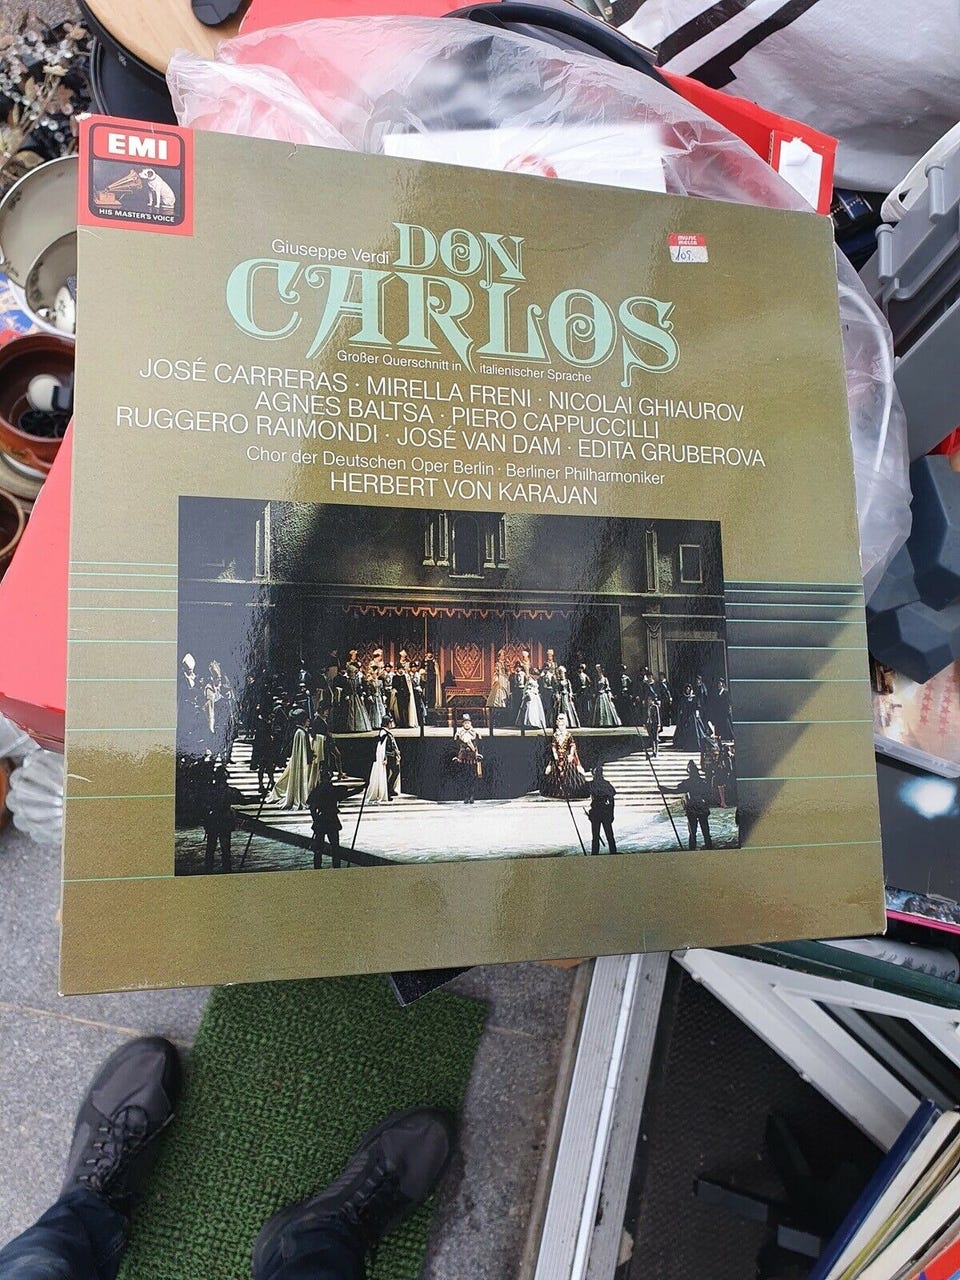 EMI
HIS MASTER'S VOICE
Giuseppe Verdi
DON
CARLOS
Großer Querschnitt in italienischer Sprache
JOSÉ CARRERAS · MIRELLA FRENI · NICOLAI GHIAUROV
AGNES BALTSA · PIERO CAPPUCCILLI
RUGGERO RAIMONDI · JOSÉ VAN DAM · EDITA GRUBEROVA
Chor der Deutschen Oper Berlin · Berliner Philharmoniker
HERBERT VON KARAJAN
109.